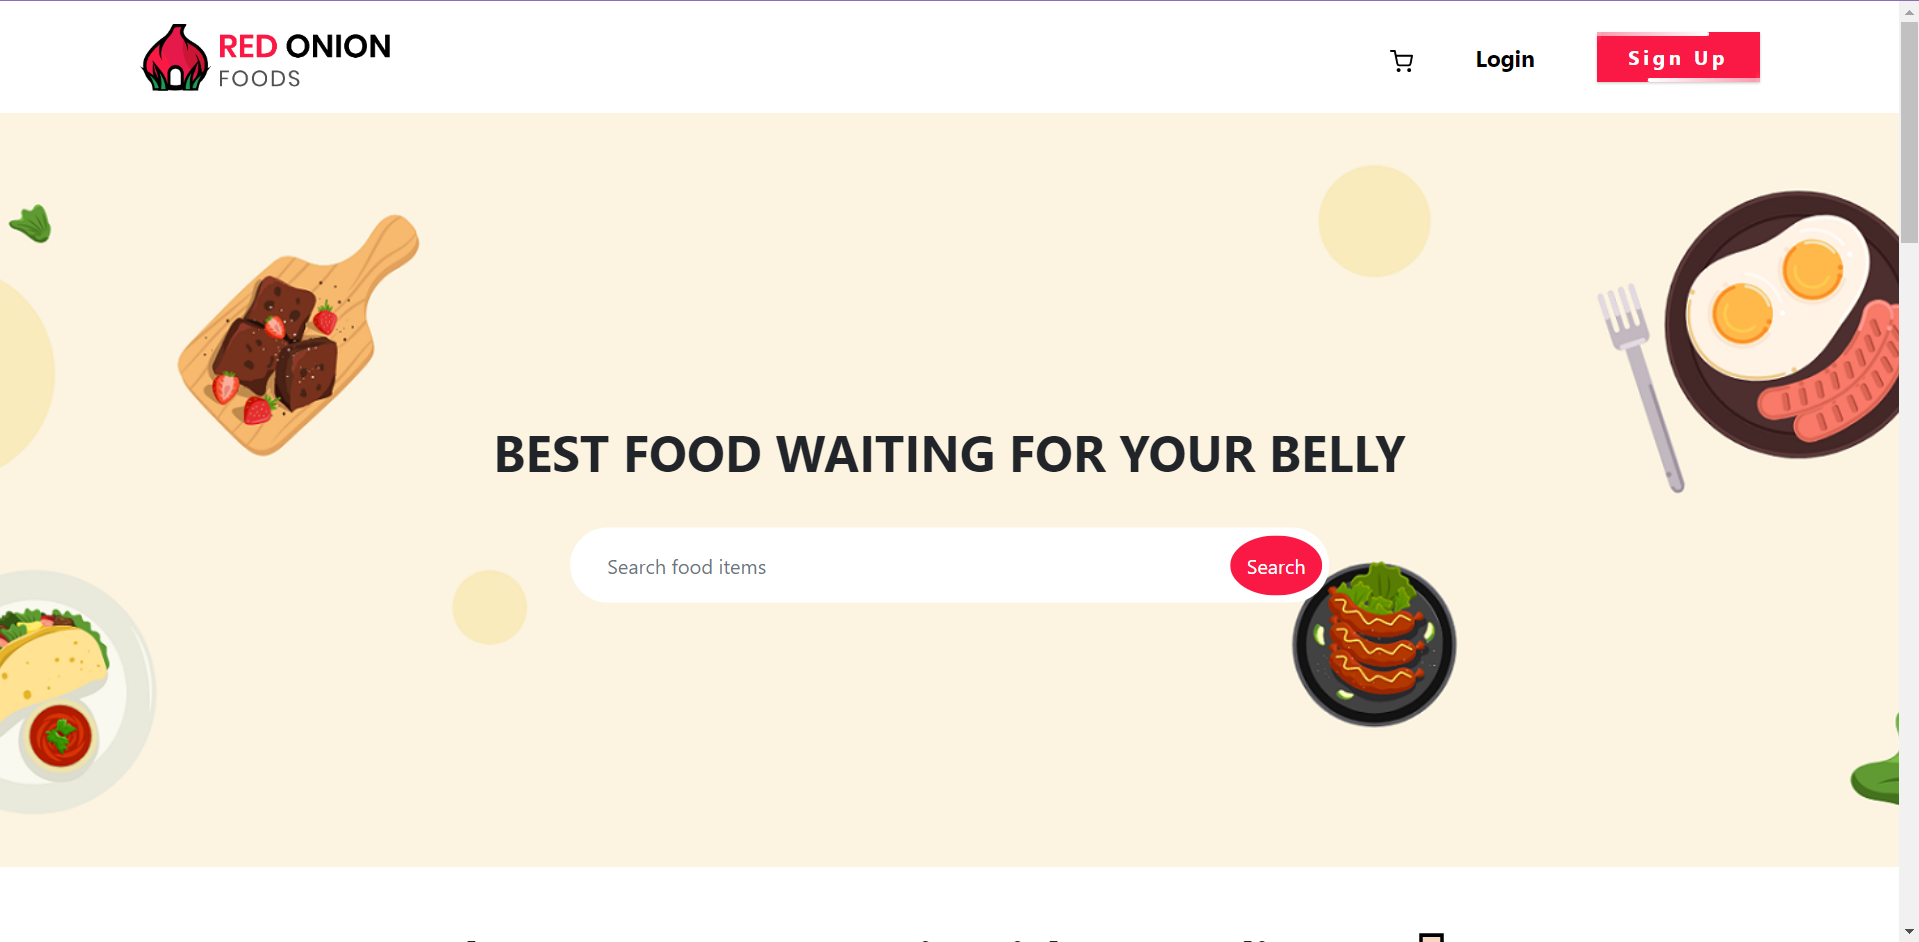 RED ONION
FOODS
Login
Sign Up
BEST FOOD WAITING FOR YOUR BELLY
Search food items
Search